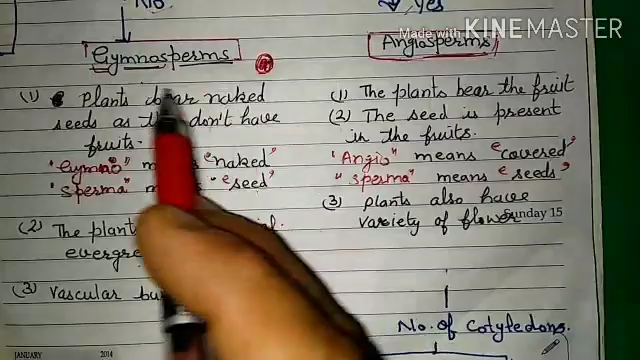 No.
Yes
Made with KINEMASTER
Gymnosperms
Angiosperms
(1) Plants bear naked
seeds as don't have
fruits.
"Gymno" "naked"
"sperma" "seed"
(2) The plants
evergre
(3) Vascular bu
(1) The plants bear the fruit
(2) The seed is present
in the fruits.
"Angio" means "covered"
"sperma" means "seeds"
(3) Plants also have
variety of flower
Sunday 15
No. of Cotyledons.
JANUARY 2014